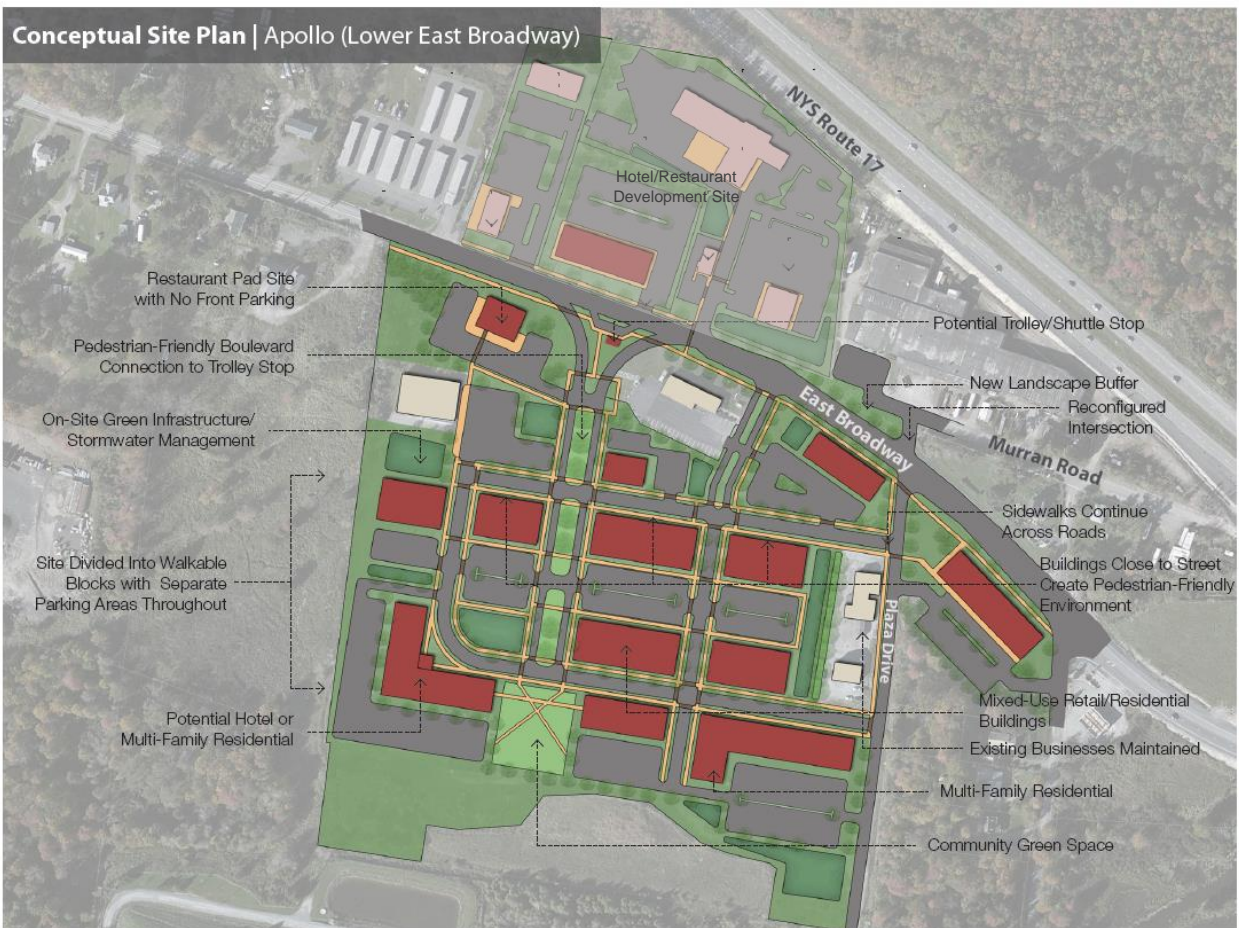 Conceptual Site Plan | Apollo (Lower East Broadway)
NYS Route 17
Hotel/Restaurant
Development Site
Restaurant Pad Site
with No Front Parking
Potential Trolley/Shuttle Stop
Pedestrian-Friendly Boulevard
Connection to Trolley Stop
New Landscape Buffer
Reconfigured
Intersection
East Broadway
Murran Road
On-Site Green Infrastructure/
Stormwater Management
Sidewalks Continue
Across Roads
Site Divided Into Walkable
Blocks with Separate
Parking Areas Throughout
Buildings Close to Street
Create Pedestrian-Friendly
Environment
Plaza Drive
Potential Hotel or
Multi-Family Residential
Mixed-Use Retail/Residential
Buildings
Existing Businesses Maintained
Multi-Family Residential
Community Green Space